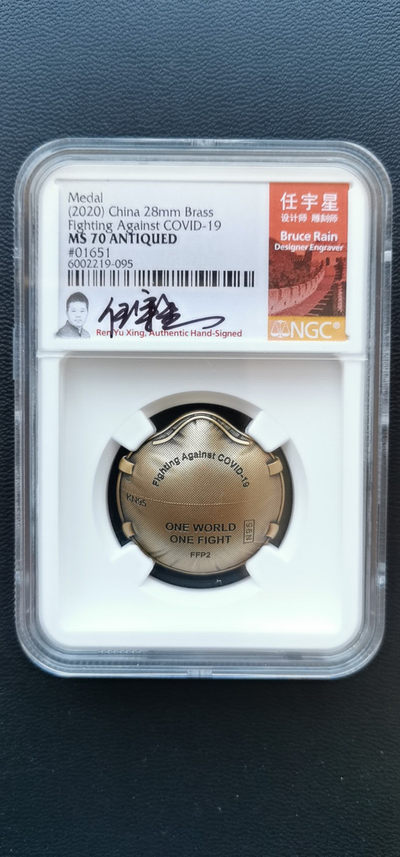 Medal
(2020) China 28mm Brass
Fighting Against COVID-19
MS 70 ANTIQUED
#01651
6002219-095
Ren Yu Xing, Authentic Hand-Signed
任宇星
设计师 雕刻师
Bruce Rain
Designer Engraver
NGC®
Fighting Against COVID-19
KN95
ONE WORLD
ONE FIGHT
N95
FFP2